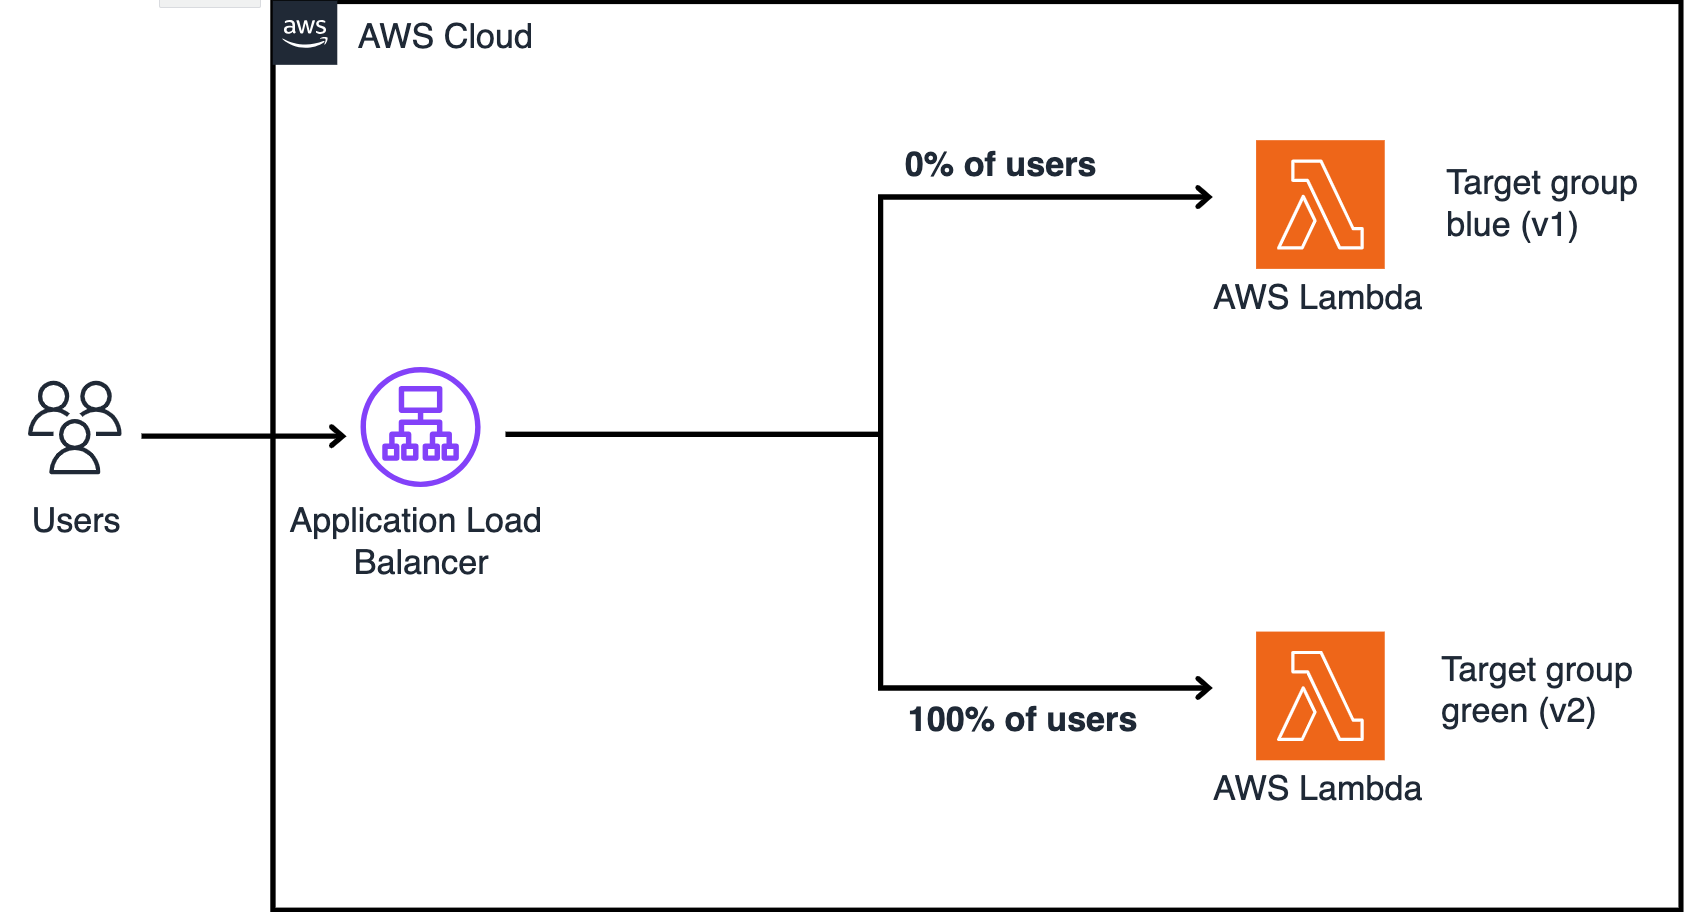 aws
AWS Cloud
0% of users
Target group
blue (v1)
AWS Lambda
Users
Application Load
Balancer
100% of users
Target group
green (v2)
AWS Lambda